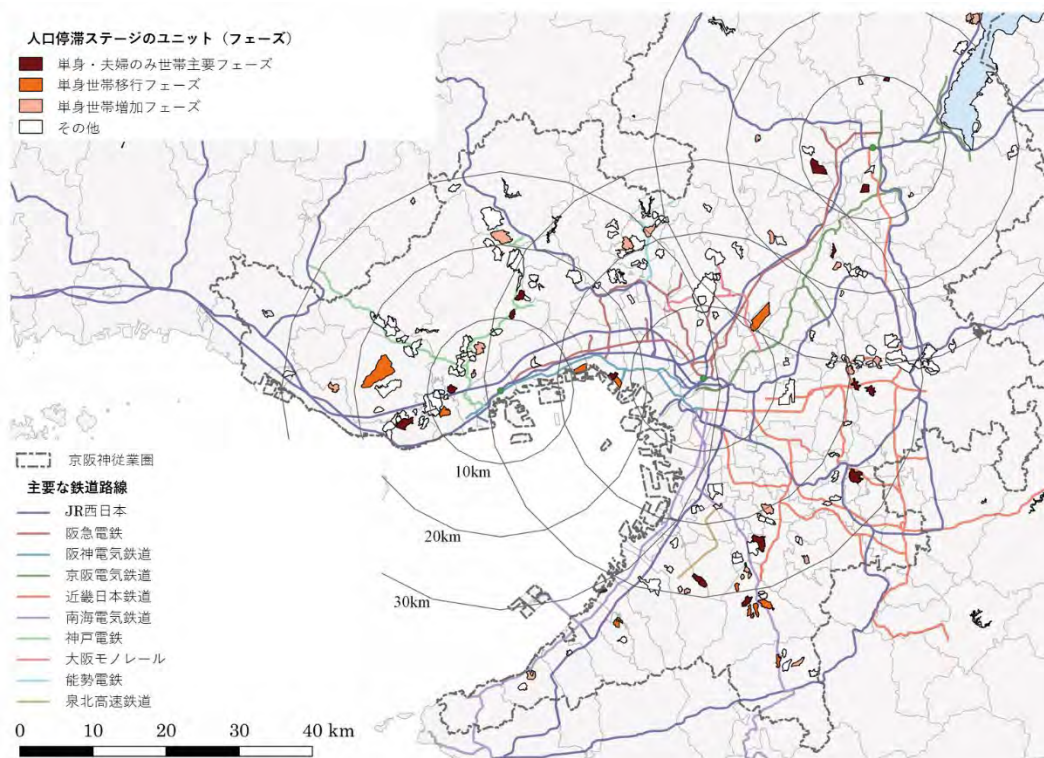 人口停滞ステージのユニット（フェーズ）
単身・夫婦のみ世帯主要フェーズ
単身世帯移行フェーズ
単身世帯増加フェーズ
その他
京阪神従業圏
主要な鉄道路線
JR西日本
阪急電鉄
阪神電気鉄道
京阪電気鉄道
近畿日本鉄道
南海電気鉄道
神戸電鉄
大阪モノレール
能勢電鉄
泉北高速鉄道
10km
20km
30km
0 10 20 30 40 km